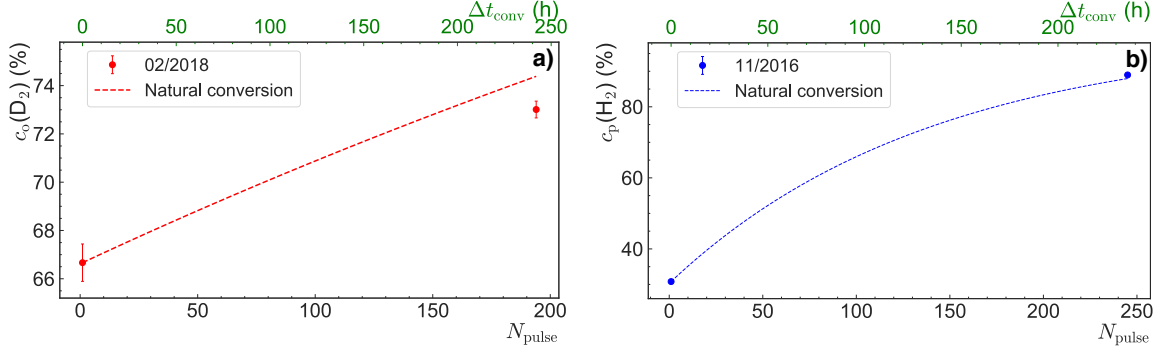 Δt_conv (h)
0 50 100 150 200 250
a)
02/2018
Natural conversion
c_o(D_2) (%)
74
72
70
68
66
0 50 100 150 200
N_pulse
Δt_conv (h)
0 50 100 150 200 250
b)
11/2016
Natural conversion
c_p(H_2) (%)
80
60
40
0 50 100 150 200 250
N_pulse